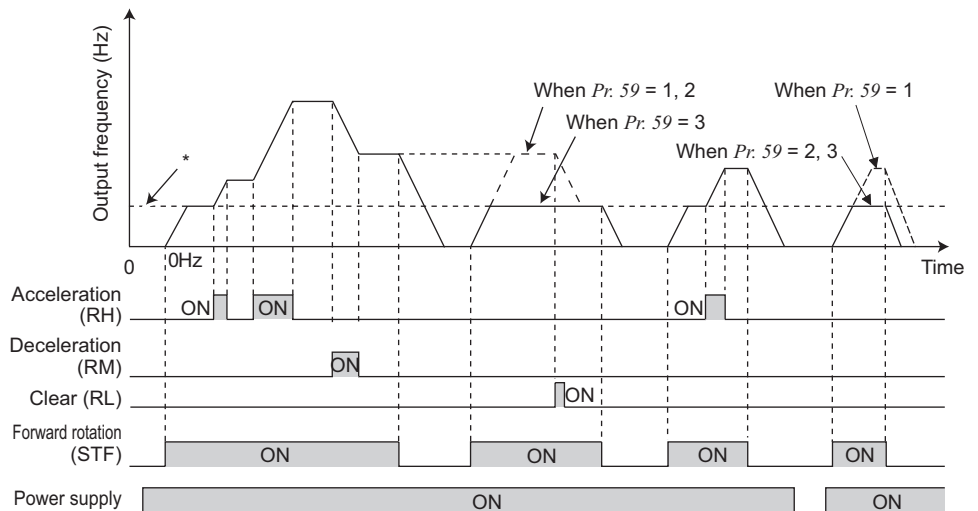 Output frequency (Hz)
When Pr. 59 = 1, 2
When Pr. 59 = 1
When Pr. 59 = 3
When Pr. 59 = 2, 3
*
0
0Hz
Time
Acceleration
(RH)
ON
ON
ON
Deceleration
(RM)
ON
Clear (RL)
ON
Forward rotation
(STF)
ON
ON
ON
ON
Power supply
ON
ON